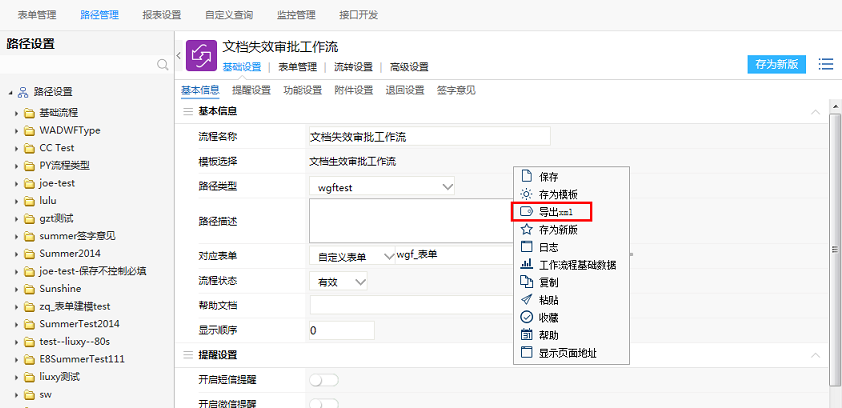 表单管理 路径管理 报表设置 自定义查询 监控管理 接口开发
路径设置
路径设置
基础流程
WADWFType
CC Test
PY流程类型
joe-test
lulu
gzt测试
summer签字意见
Summer2014
joe-test-保存不控制必填
Sunshine
zq_表单建模test
SummerTest2014
test--liuxy--80s
E8SummerTest111
liuxy测试
sw
文档失效审批工作流
基础设置 | 表单管理 | 流转设置 | 高级设置
存为新版
基本信息 提醒设置 功能设置 附件设置 退回设置 签字意见
基本信息
流程名称 文档失效审批工作流
模板选择 文档生效审批工作流
路径类型 wgftest
路径描述
对应表单 自定义表单 wgf_表单
流程状态 有效
帮助文档
显示顺序 0
提醒设置
开启短信提醒
开启微信提醒
保存
存为模板
导出xml
存为新版
日志
工作流程基础数据
复制
粘贴
收藏
帮助
显示页面地址